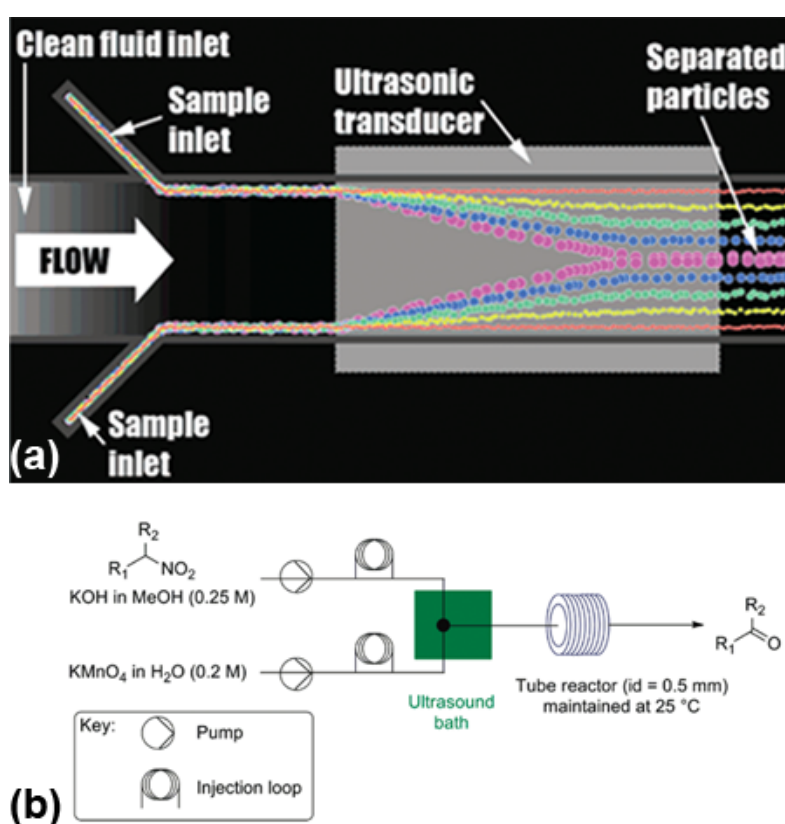 Clean fluid inlet
Sample
inlet
Ultrasonic
transducer
Separated
particles
FLOW
Sample
inlet
(a)
R2
R1
NO2
KOH in MeOH (0.25 M)
KMnO4 in H2O (0.2 M)
Ultrasound
bath
Tube reactor (id = 0.5 mm)
maintained at 25 °C
R2
R1
O
Key:
Pump
Injection loop
(b)